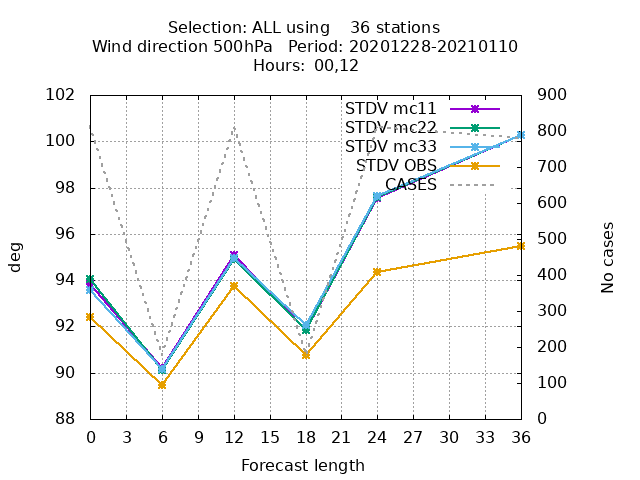 Selection: ALL using    36 stations
Wind direction 500hPa   Period: 20201228-20210110
Hours:  00,12
102 900
STDV mc11
800
100 STDV mc22
STDV mc33
700
STDV OBS
98 CASES
600
96
500
deg No cases
94 400
300
92
200
90
100
88 0
0 3 6 9 12 15 18 21 24 27 30 33 36
Forecast length